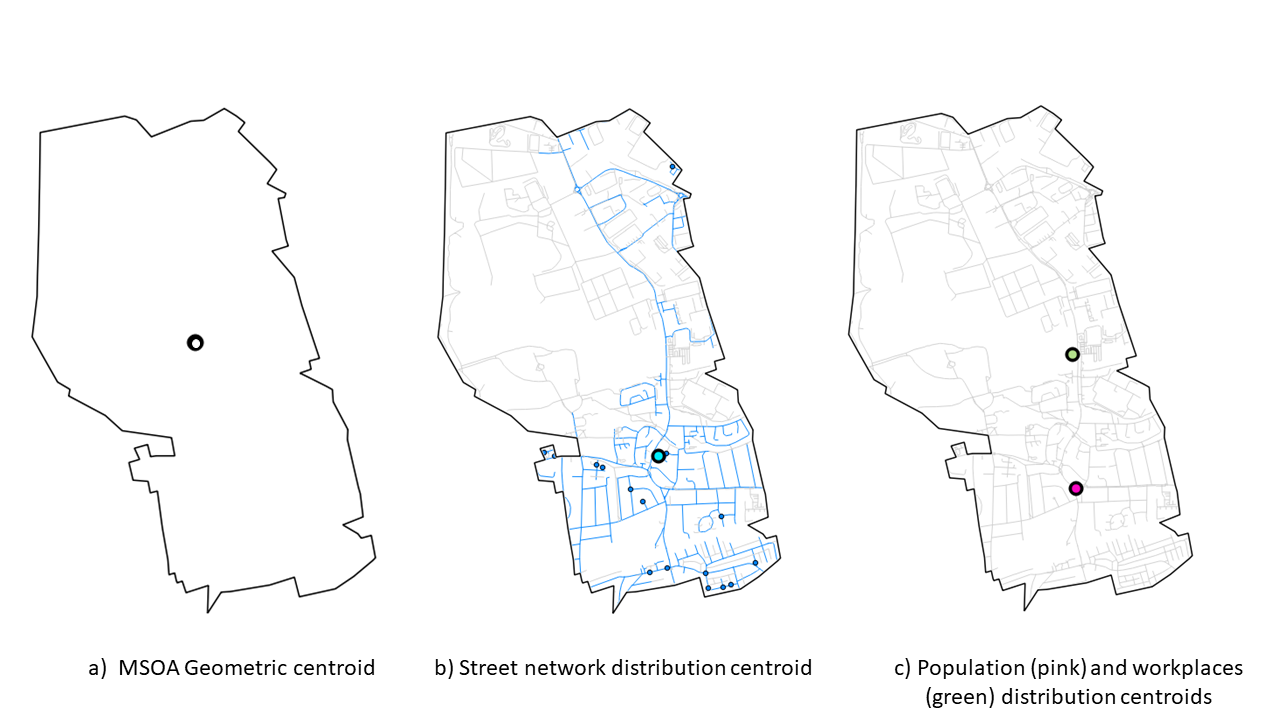 a) MSOA Geometric centroid
b) Street network distribution centroid
c) Population (pink) and workplaces
(green) distribution centroids